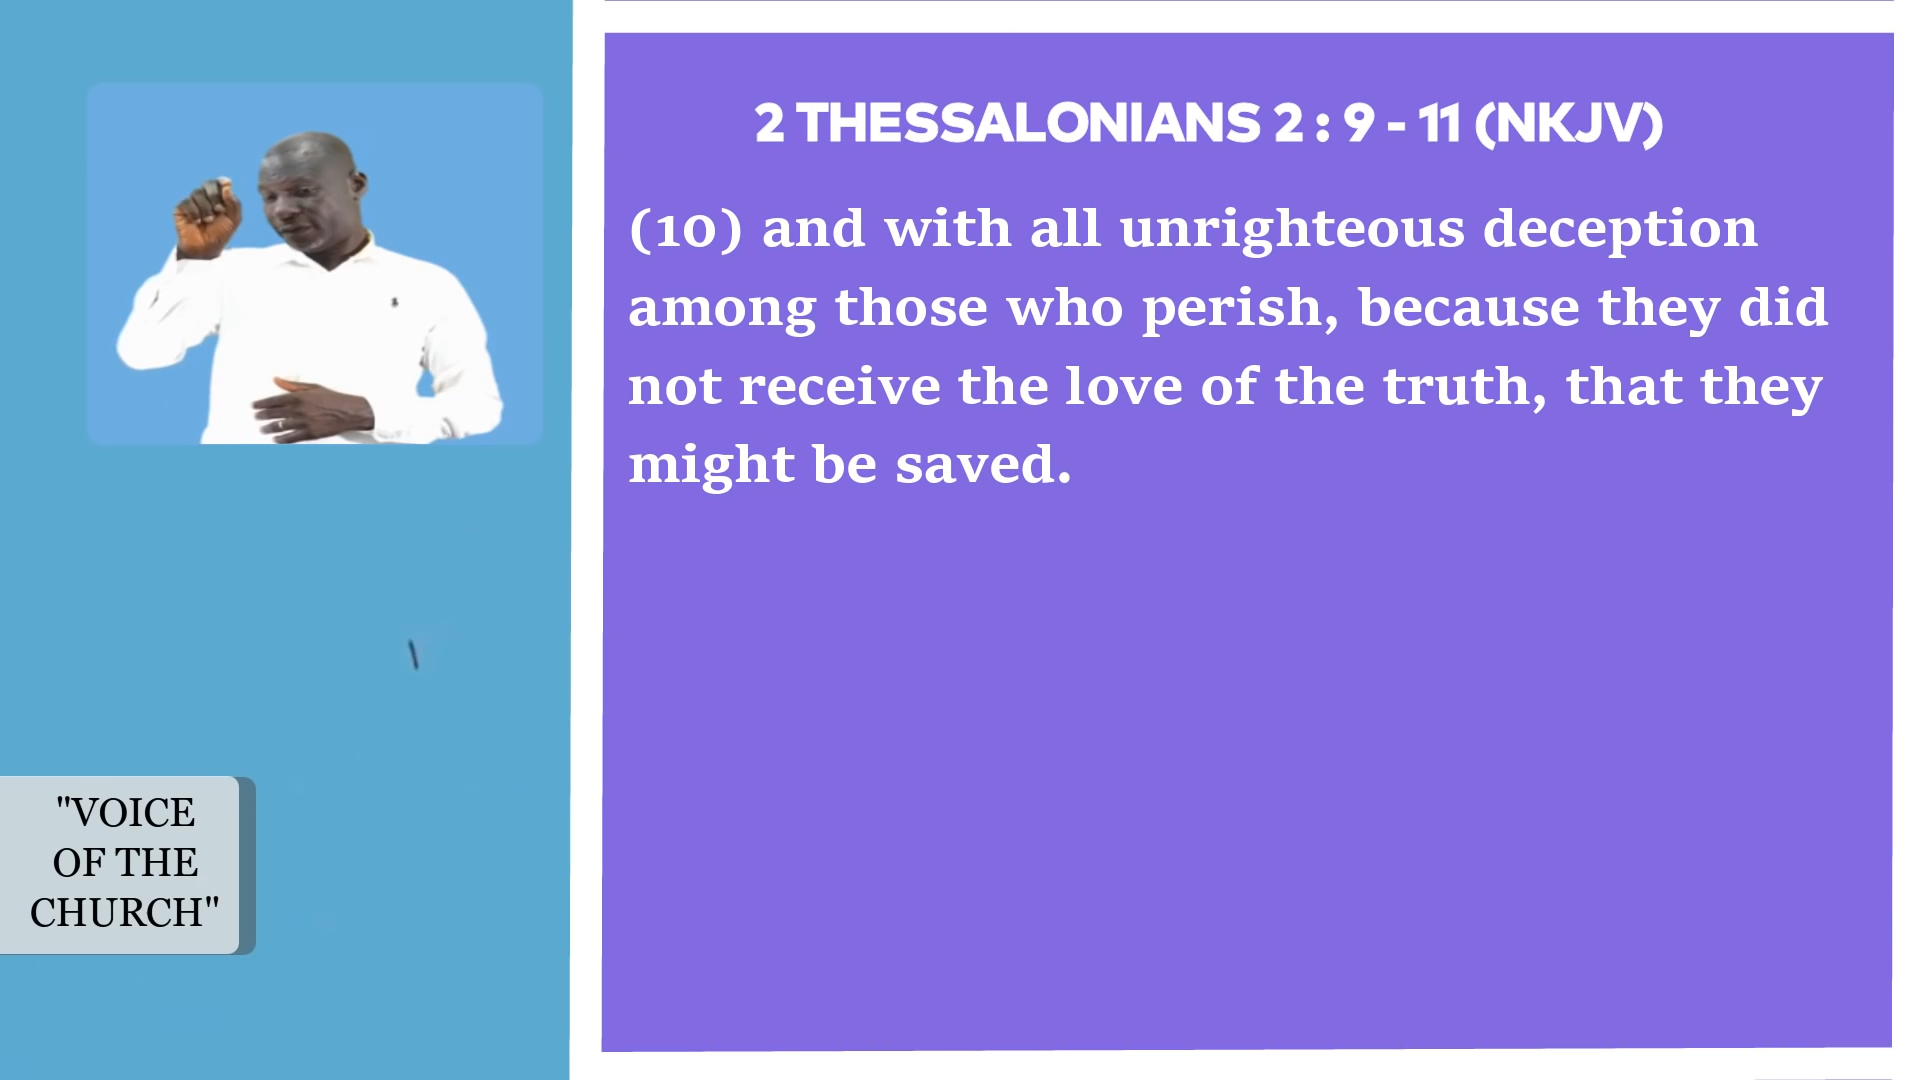 2 THESSALONIANS 2 : 9 - 11 (NKJV)
(10) and with all unrighteous deception
among those who perish, because they did
not receive the love of the truth, that they
might be saved.
"VOICE
OF THE
CHURCH"